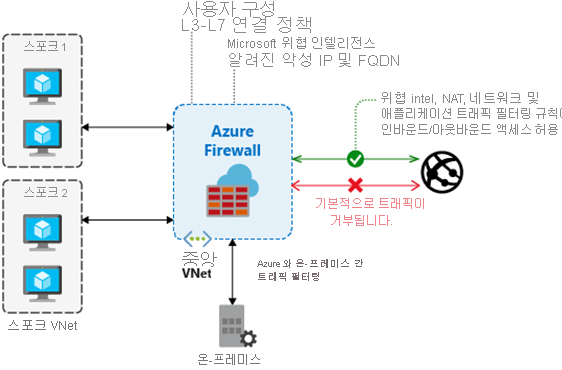 사용자 구성
L3-L7 연결 정책
Microsoft 위협 인텔리전스
알려진 악성 IP 및 FQDN
스포크 1
스포크 2
스포크 VNet
Azure
Firewall
중앙
VNet
위협 intel, NAT, 네트워크 및
애플리케이션 트래픽 필터링 규칙이
인바운드/아웃바운드 액세스 허용
기본적으로 트래픽이
거부됩니다.
Azure 와 온-프레미스 간
트래픽 필터링
온-프레미스